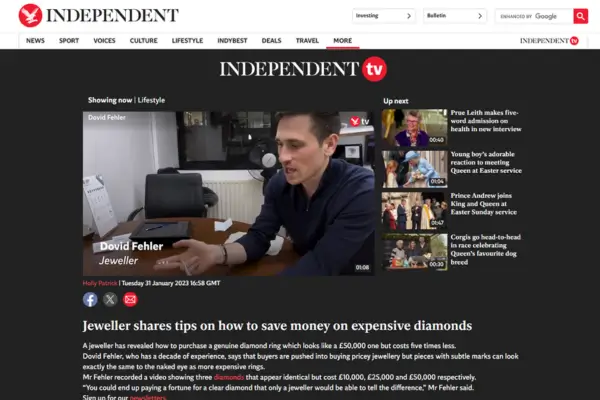 INDEPENDENT
Investing
Bulletin
ENHANCED BY Google
NEWS SPORT VOICES CULTURE LIFESTYLE INDYBEST DEALS TRAVEL MORE
INDEPENDENT tv
INDEPENDENT tv
Showing now | Lifestyle
David Fehler
tv
Dovid Fehler
Jeweller
01:08
Up next
Prue Leith makes five-
word admission on
health in new interview
00:40
Young boy's adorable
reaction to meeting
Queen at Easter service
01:04
Prince Andrew joins
King and Queen at
Easter Sunday service
01:47
Corgis go head-to-head
in race celebrating
Queen's favourite dog
breed
00:30
Holly Patrick | Tuesday 31 January 2023 16:58 GMT
Jeweller shares tips on how to save money on expensive diamonds
A jeweller has revealed how to purchase a genuine diamond ring which looks like a £50,000 one but costs five times less.
Dovid Fehler, who has a decade of experience, says that buyers are pushed into buying pricey jewellery but pieces with subtle marks can look
exactly the same to the naked eye as more expensive rings.
Mr Fehler recorded a video showing three diamonds that appear identical but cost £10,000, £25,000 and £50,000 respectively.
"You could end up paying a fortune for a clear diamond that only a jeweller would be able to tell the difference," Mr Fehler said.
Sign up for our newsletters.